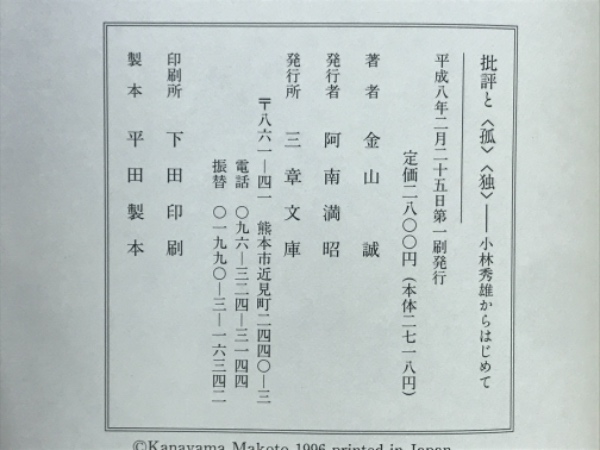 批評と〈孤〉〈独〉──小林秀雄からはじめて
平成八年二月二十五日第一刷発行
定価二八〇〇円(本体二七一八円)
著者 金山誠
発行者 阿南満昭
発行所 三章文庫
〒八六一─四一 熊本市近見町二四四〇─三
電話 〇九六─三二四─三一四四
振替 〇一九九〇─三─一六三四二
印刷所 下田印刷
製本 平田製本
©Kanayama Makoto 1996 printed in Japan